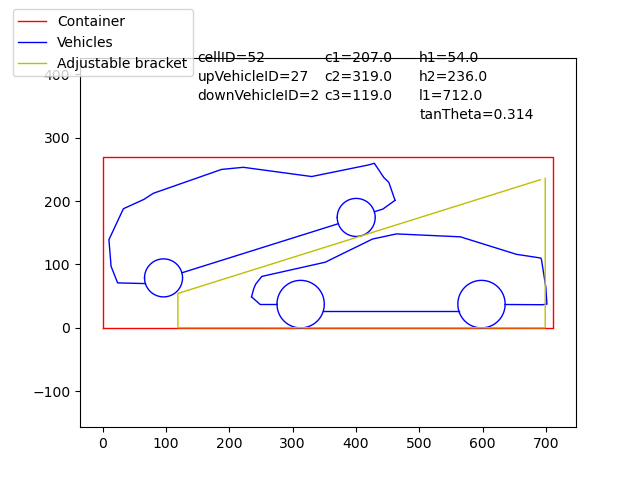 Container
Vehicles
Adjustable bracket
cellID=52 c1=207.0 h1=54.0
upVehicleID=27 c2=319.0 h2=236.0
downVehicleID=2 c3=119.0 l1=712.0
tanTheta=0.314
400
300
200
100
0
−100
0 100 200 300 400 500 600 700